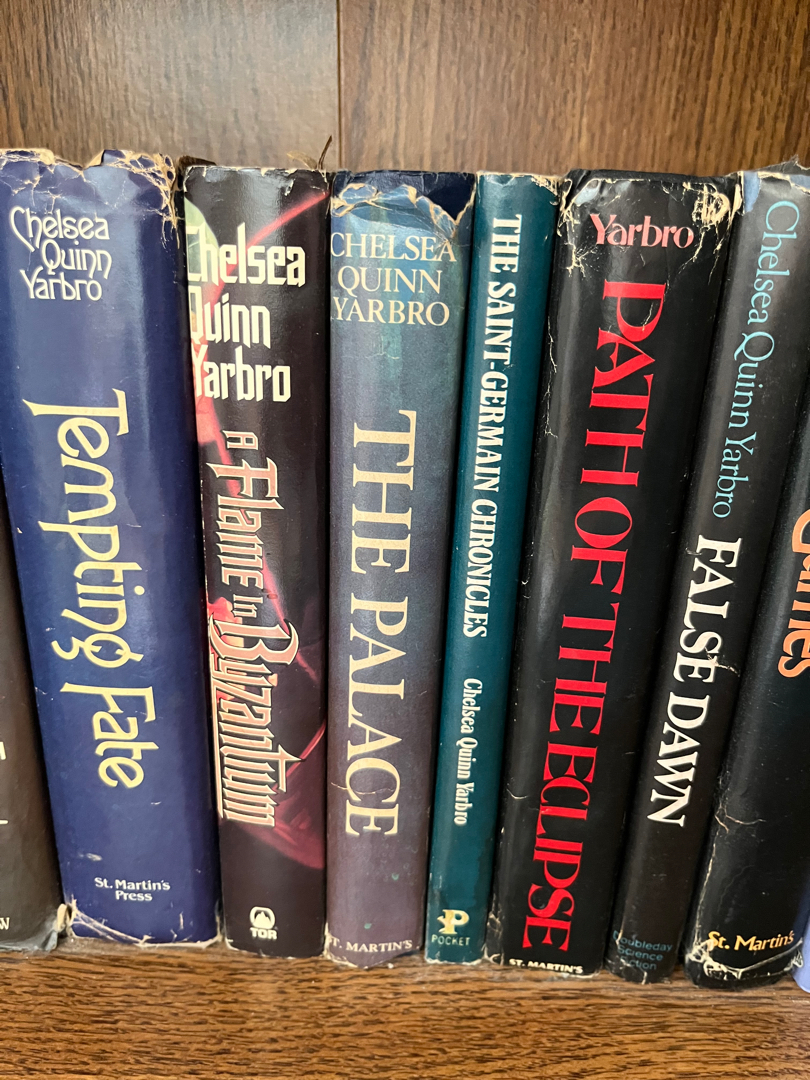 Chelsea
Quinn
Yarbro
Tempting Fate
St. Martin's
Press
Chelsea
Quinn
Yarbro
A Flame in Byzantium
TOR
CHELSEA
QUINN
YARBRO
THE PALACE
ST. MARTIN'S
THE SAINT-GERMAIN CHRONICLES
Chelsea Quinn Yarbro
P
POCKET
Yarbro
PATH OF THE ECLIPSE
ST. MARTIN'S
Chelsea Quinn Yarbro
FALSE DAWN
Doubleday
Science
Fiction
St. Martin's